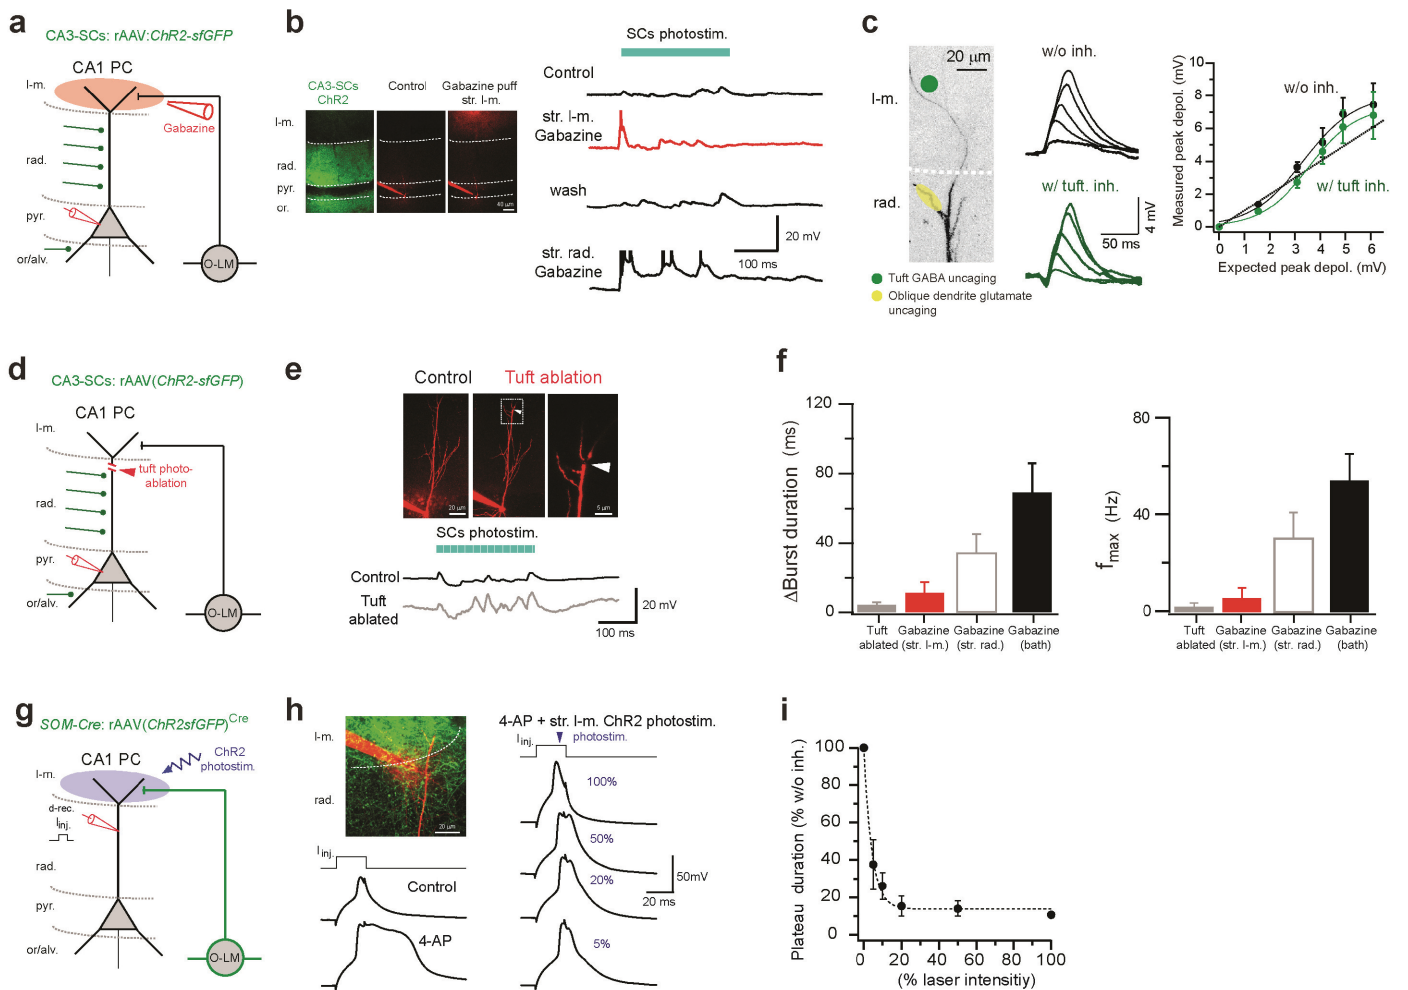 a
CA3-SCs: rAAV:ChR2-sfGFP
CA1 PC
l-m.
Gabazine
rad.
pyr.
or/alv.
O-LM
b
CA3-SCs
ChR2
Control
Gabazine puff
str. l-m.
l-m.
rad.
pyr.
or.
40 µm
SCs photostim.
Control
str. l-m.
Gabazine
wash
str. rad.
Gabazine
20 mV
100 ms
c
20 µm
l-m.
rad.
Tuft GABA uncaging
Oblique dendrite glutamate
uncaging
w/o inh.
w/ tuft. inh.
4 mV
50 ms
Measured peak depol. (mV)
10
8
6
4
2
0
w/o inh.
w/ tuft inh.
0 1 2 3 4 5 6
Expected peak depol. (mV)
d
CA3-SCs: rAAV(ChR2-sfGFP)
CA1 PC
l-m.
tuft photo-
ablation
rad.
pyr.
or/alv.
O-LM
e
Control
Tuft ablation
20 µm
5 µm
SCs photostim.
Control
Tuft
ablated
20 mV
100 ms
f
ΔBurst duration (ms)
120
80
40
0
Tuft
ablated
Gabazine
(str. l-m.)
Gabazine
(str. rad.)
Gabazine
(bath)
fmax (Hz)
80
40
0
Tuft
ablated
Gabazine
(str. l-m.)
Gabazine
(str. rad.)
Gabazine
(bath)
g
SOM-Cre: rAAV(ChR2sfGFP)Cre
ChR2
photostim.
CA1 PC
l-m.
d-rec.
Iinj.
rad.
pyr.
or/alv.
O-LM
h
l-m.
rad.
20 µm
Iinj.
Control
4-AP
4-AP + str. l-m. ChR2 photostim.
Iinj.
photostim.
100%
50%
20%
5%
50mV
20 ms
i
Plateau duration (% w/o inh.)
100
80
60
40
20
0
0 20 40 60 80 100
(% laser intensitiy)